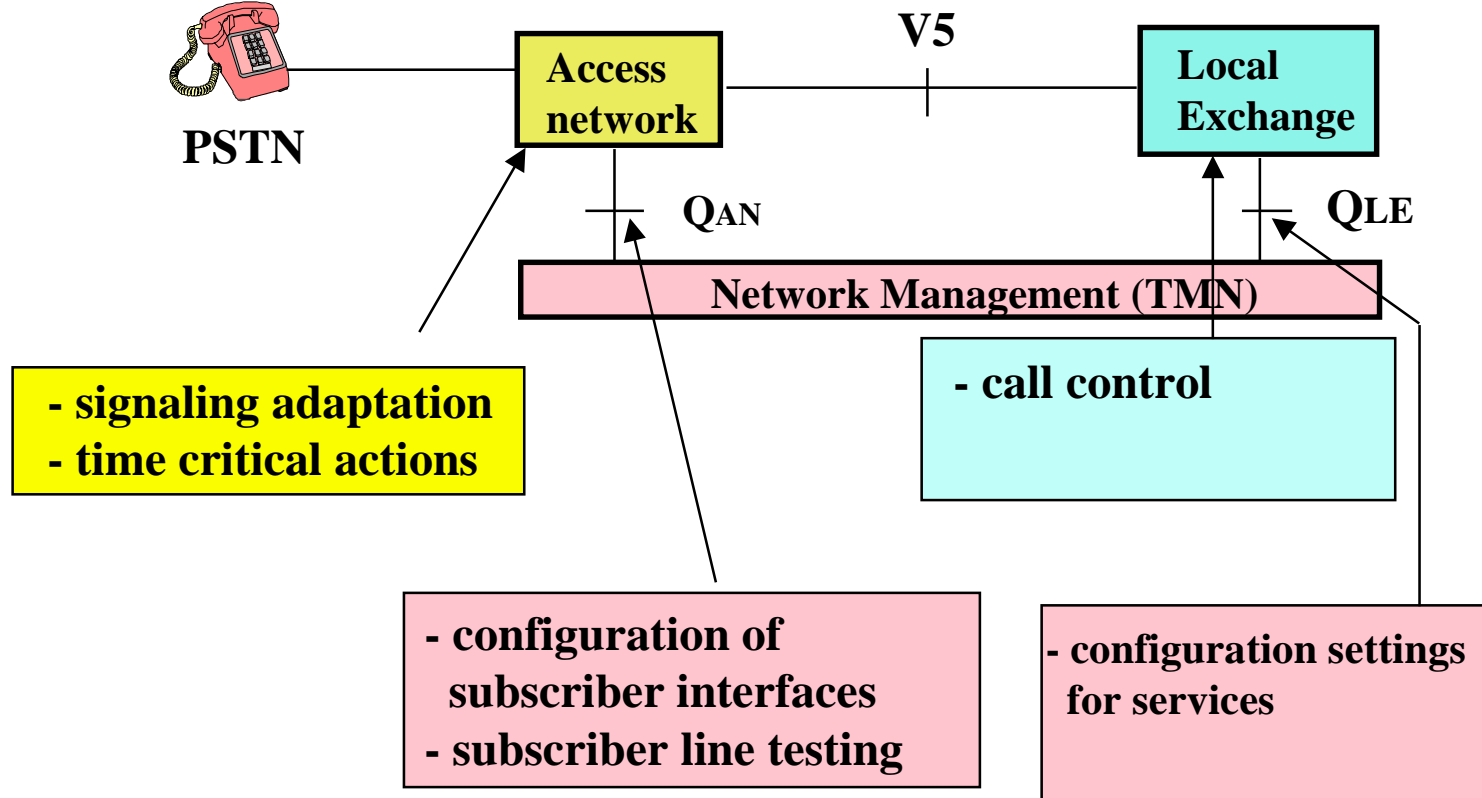 V5
Access
network
Local
Exchange
PSTN
QAN
QLE
Network Management (TMN)
- signaling adaptation
- time critical actions
- call control
- configuration of
subscriber interfaces
- subscriber line testing
- configuration settings
for services